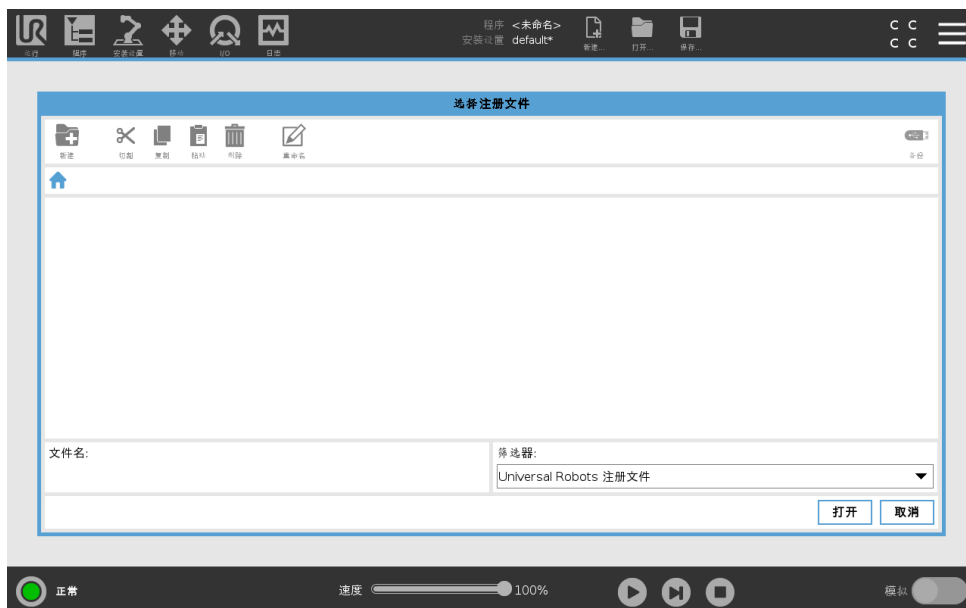 运行 程序 安装设置 移动 I/O 日志
程序 <未命名>
安装设置 default*
新建... 打开... 保存...
C C
C C
选择注册文件
新建 切割 复制 粘贴 删除 重命名 备份
文件名:
筛选器:
Universal Robots 注册文件
打开 取消
正常 速度 100% 模拟